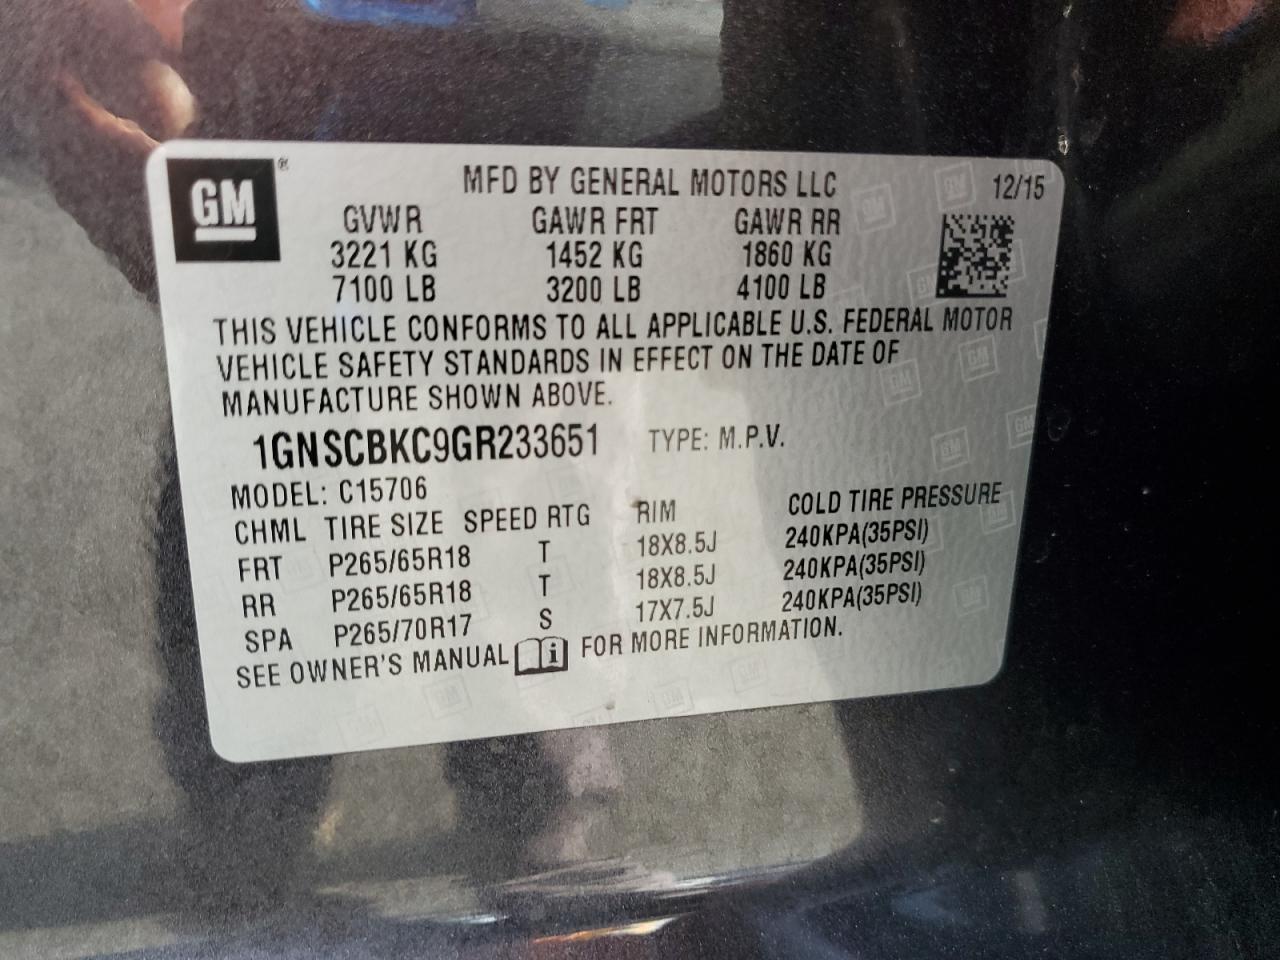 GM ®
MFD BY GENERAL MOTORS LLC 12/15
GVWR GAWR FRT GAWR RR
3221 KG 1452 KG 1860 KG
7100 LB 3200 LB 4100 LB
THIS VEHICLE CONFORMS TO ALL APPLICABLE U.S. FEDERAL MOTOR
VEHICLE SAFETY STANDARDS IN EFFECT ON THE DATE OF
MANUFACTURE SHOWN ABOVE.
1GNSCBKC9GR233651 TYPE: M.P.V.
MODEL: C15706
CHML TIRE SIZE SPEED RTG RIM COLD TIRE PRESSURE
FRT P265/65R18 T 18X8.5J 240KPA(35PSI)
RR P265/65R18 T 18X8.5J 240KPA(35PSI)
SPA P265/70R17 S 17X7.5J 240KPA(35PSI)
SEE OWNER'S MANUAL i FOR MORE INFORMATION.